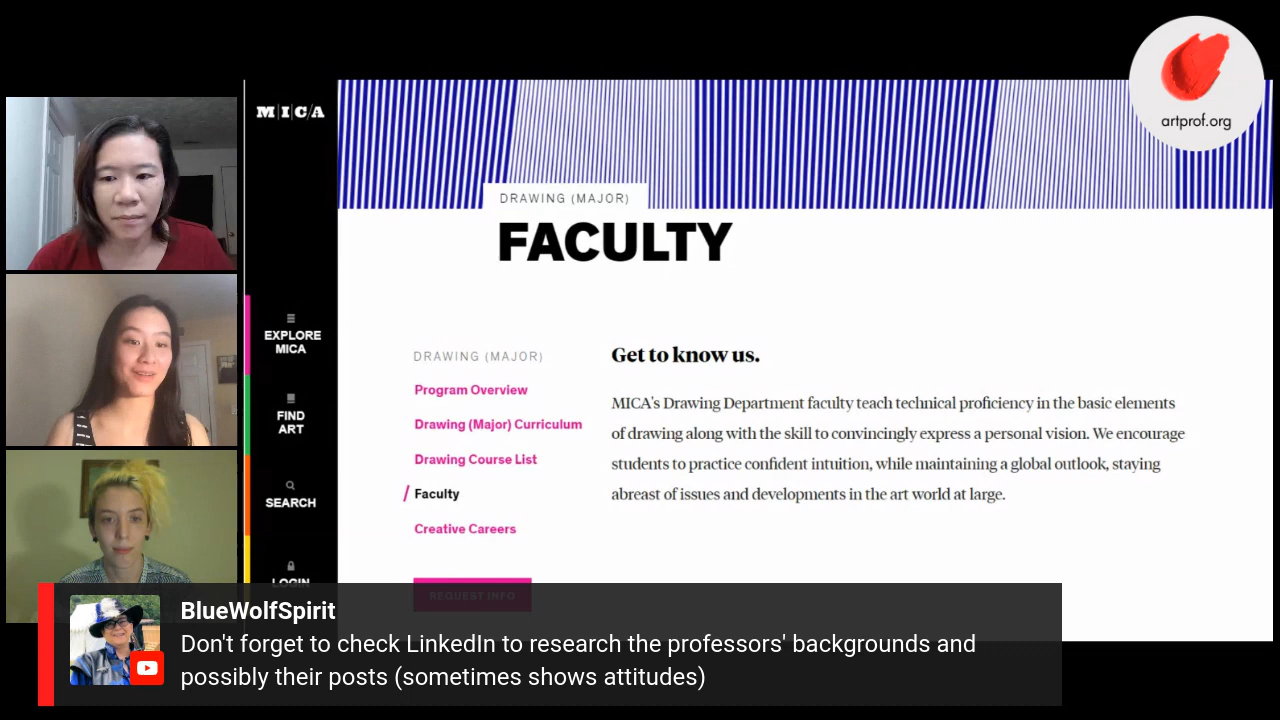 artprof.org
M|I|C/A
DRAWING (MAJOR)
FACULTY
EXPLORE
MICA
FIND
ART
SEARCH
LOGIN
DRAWING (MAJOR)
Program Overview
Drawing (Major) Curriculum
Drawing Course List
Faculty
Creative Careers
REQUEST INFO
Get to know us.
MICA's Drawing Department faculty teach technical proficiency in the basic elements
of drawing along with the skill to convincingly express a personal vision. We encourage
students to practice confident intuition, while maintaining a global outlook, staying
abreast of issues and developments in the art world at large.
BlueWolfSpirit
Don't forget to check LinkedIn to research the professors' backgrounds and
possibly their posts (sometimes shows attitudes)